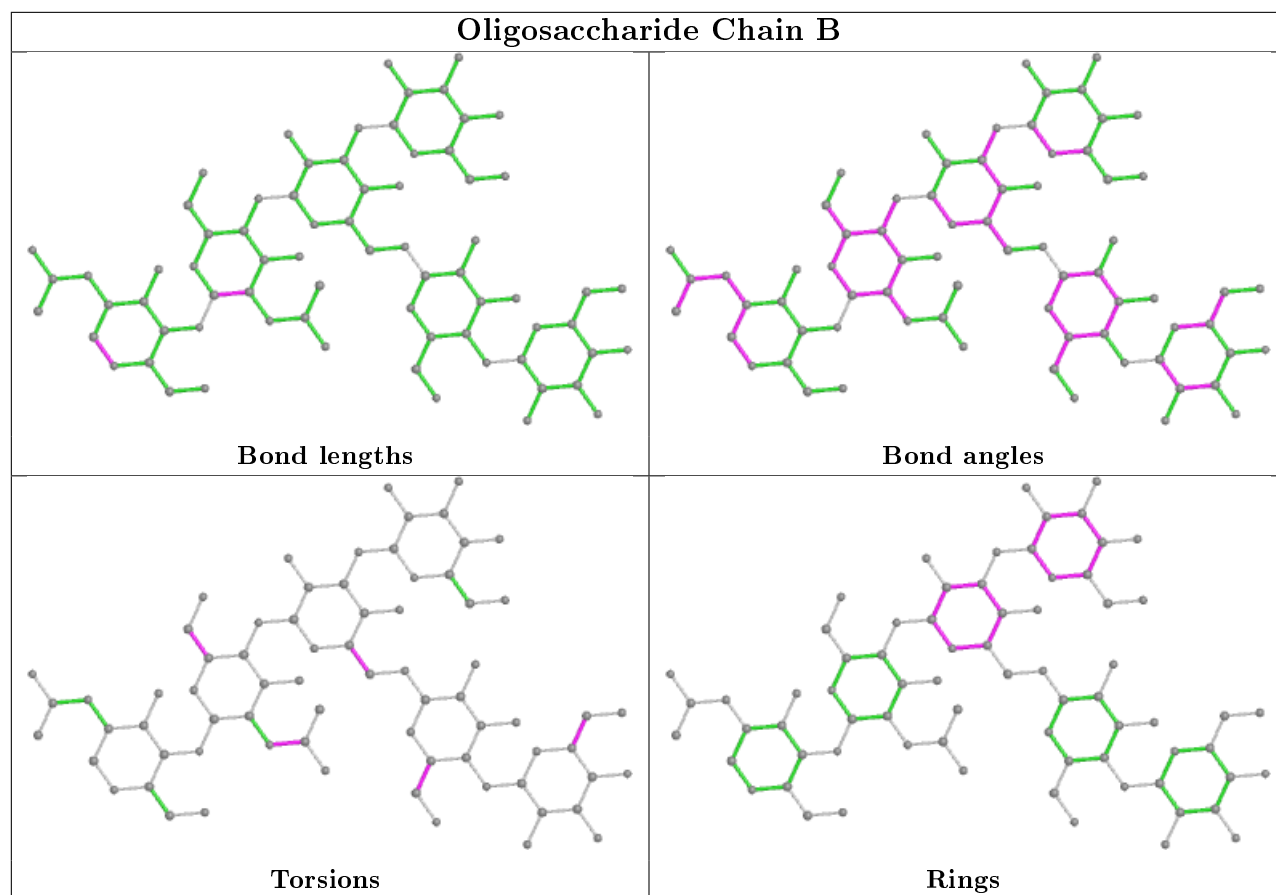 Oligosaccharide Chain B
Bond lengths
Bond angles
Torsions
Rings